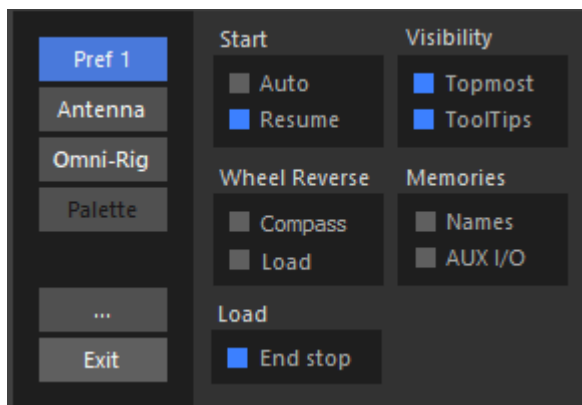 Pref 1
Antenna
Omni-Rig
Palette
...
Exit
Start
Auto
Resume
Visibility
Topmost
ToolTips
Wheel Reverse
Compass
Load
Memories
Names
AUX I/O
Load
End stop